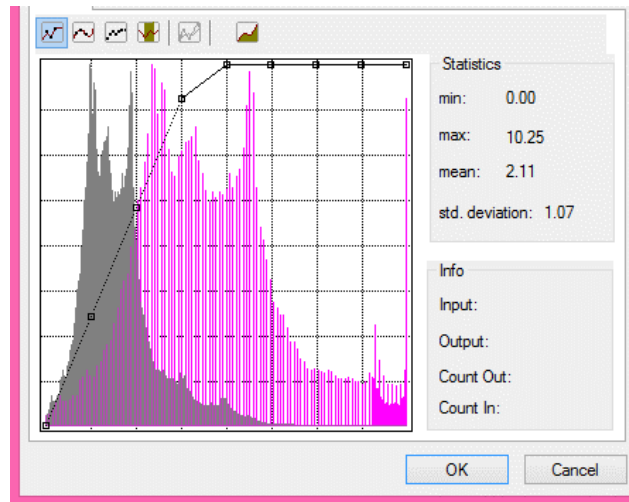 Statistics
min: 0.00
max: 10.25
mean: 2.11
std. deviation: 1.07
Info
Input:
Output:
Count Out:
Count In:
OK Cancel